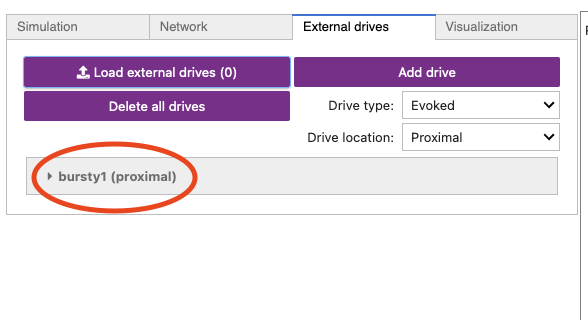 Simulation
Network
External drives
Visualization
Load external drives (0)
Add drive
Delete all drives
Drive type: Evoked
Drive location: Proximal
bursty1 (proximal)